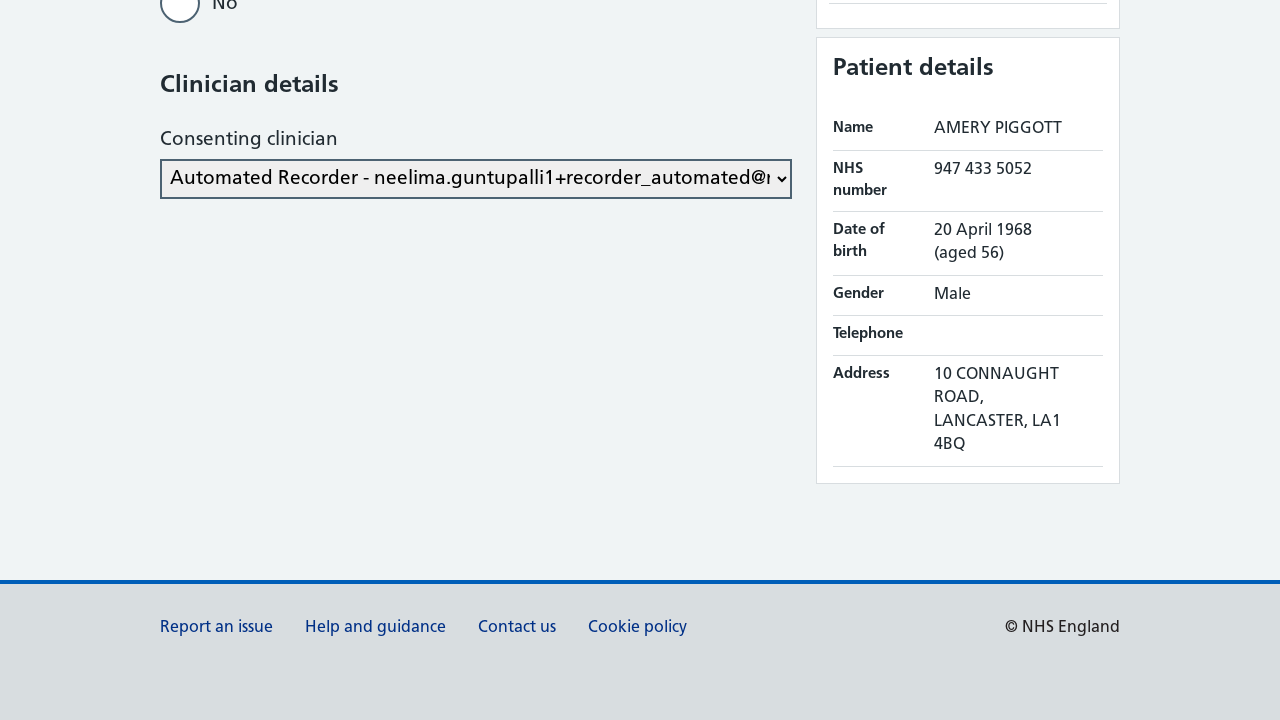 No
Clinician details
Consenting clinician
Automated Recorder - neelima.guntupalli1+recorder_automated@
Patient details
Name AMERY PIGGOTT
NHS number 947 433 5052
Date of birth 20 April 1968 (aged 56)
Gender Male
Telephone
Address 10 CONNAUGHT
ROAD,
LANCASTER, LA1
4BQ
Report an issue Help and guidance Contact us Cookie policy © NHS England